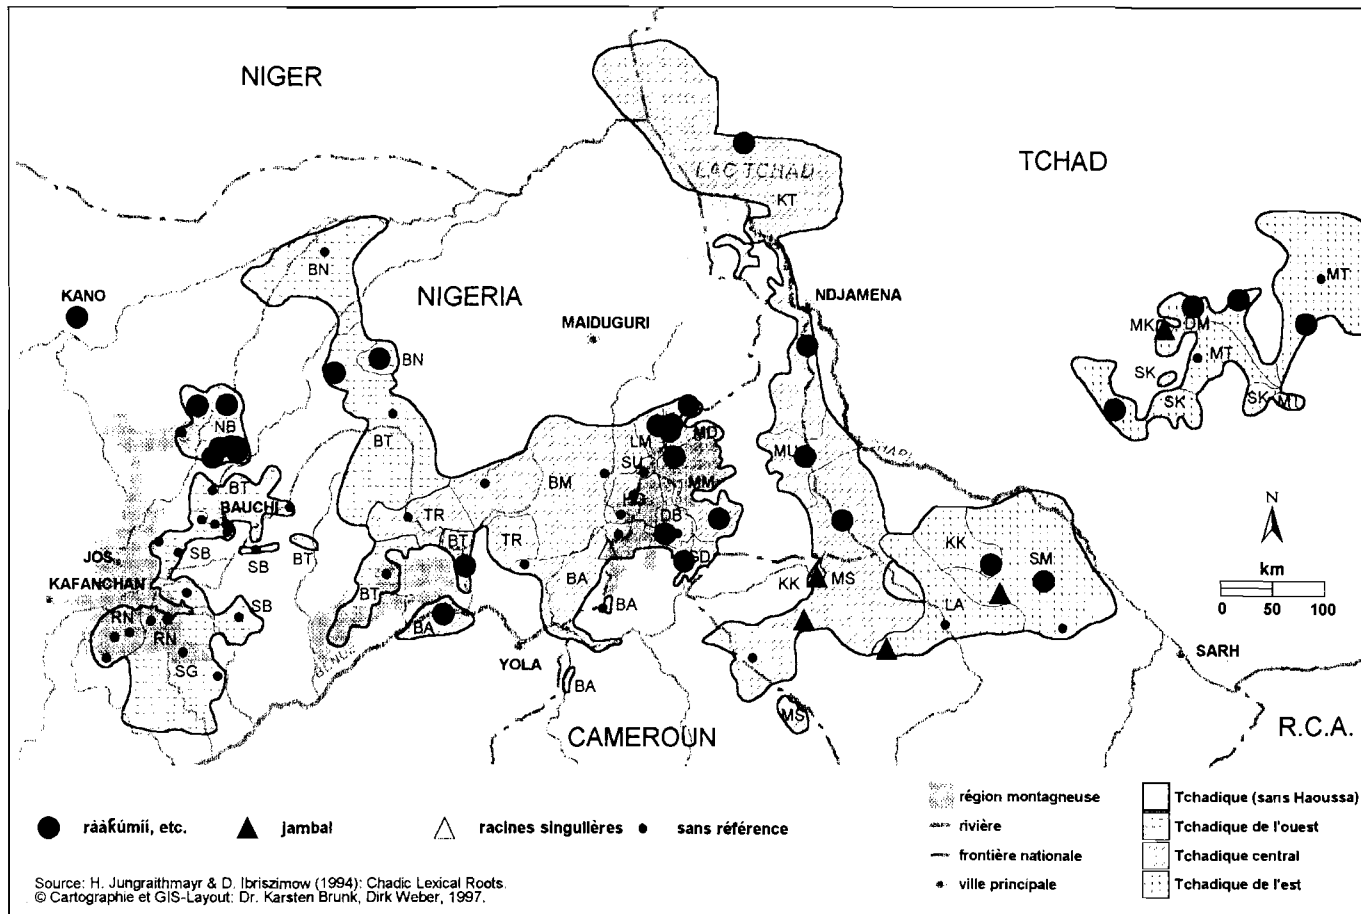 NIGER
TCHAD
LAC TCHAD
KT
BN
MT
KANO
NIGERIA
NDJAMENA
MAIDUGURI
MK
DM
BN
MT
SK
SK
SK
MT
NB
BT
LM
MD
MU
SU
BM
MM
BT
BAUCHI
TR
DB
KK
SM
BT
TR
GD
JOS
SB
SB
BT
KAFANCHAN
BT
BA
KK
MS
SB
BA
LA
RN
RN
BA
SG
YOLA
SARH
BA
MS
CAMEROUN
R.C.A.
N
km
0 50 100
ràákúmíí, etc.
jambal
racines singulières
sans référence
région montagneuse
rivière
frontière nationale
ville principale
Tchadique (sans Haoussa)
Tchadique de l'ouest
Tchadique central
Tchadique de l'est
Source: H. Jungraithmayr & D. Ibriszimow (1994): Chadic Lexical Roots.
© Cartographie et GIS-Layout: Dr. Karsten Brunk, Dirk Weber, 1997.